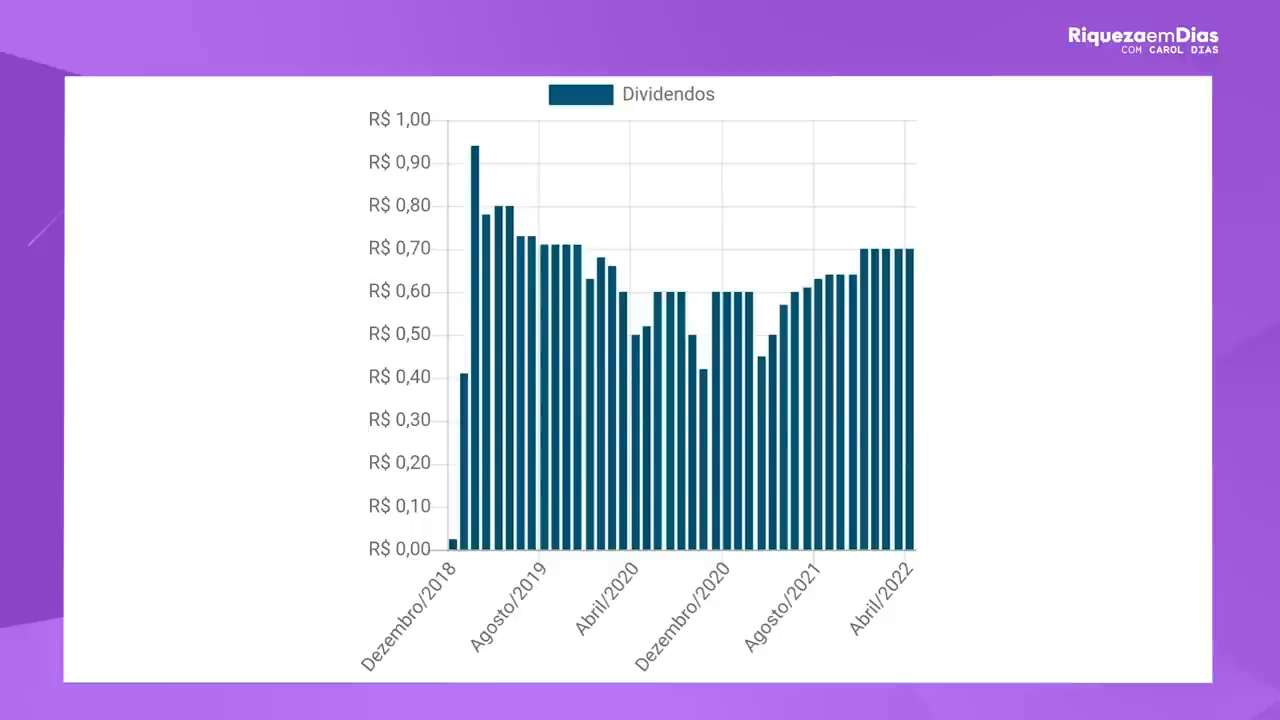 RiquezaemDias
COM CAROL DIAS
Dividendos
R$ 1,00
R$ 0,90
R$ 0,80
R$ 0,70
R$ 0,60
R$ 0,50
R$ 0,40
R$ 0,30
R$ 0,20
R$ 0,10
R$ 0,00
Dezembro/2018
Agosto/2019
Abril/2020
Dezembro/2020
Agosto/2021
Abril/2022